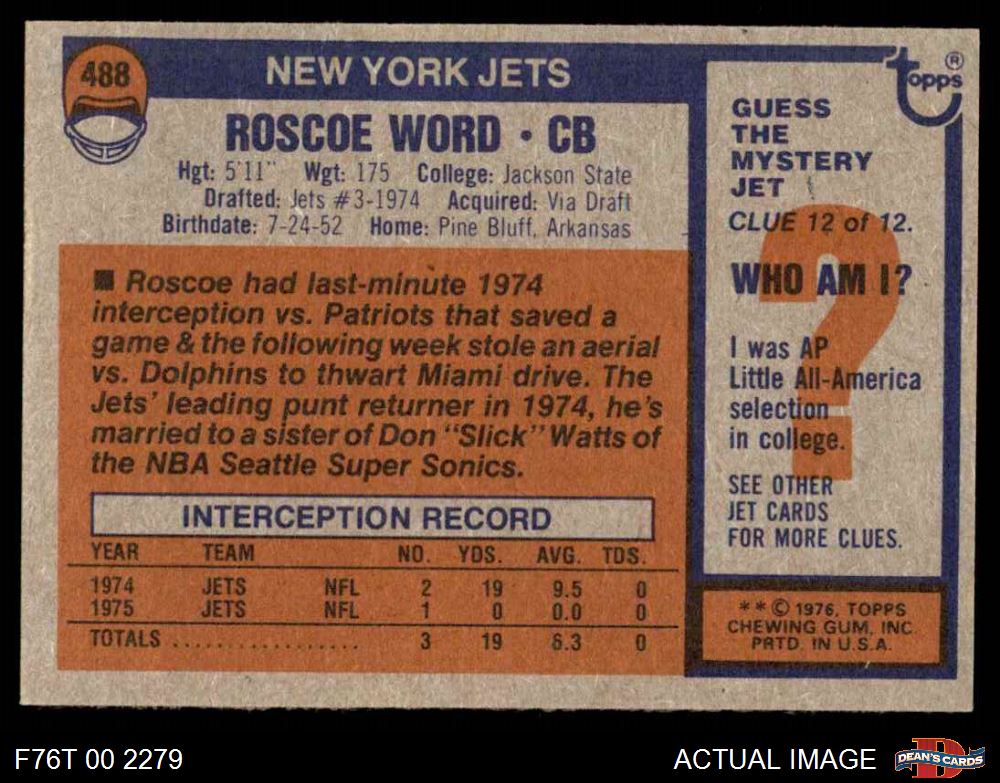 488
NEW YORK JETS
ROSCOE WORD • CB
Hgt: 5'11" Wgt: 175 College: Jackson State
Drafted: Jets #3-1974 Acquired: Via Draft
Birthdate: 7-24-52 Home: Pine Bluff, Arkansas
■ Roscoe had last-minute 1974
interception vs. Patriots that saved a
game & the following week stole an aerial
vs. Dolphins to thwart Miami drive. The
Jets' leading punt returner in 1974, he's
married to a sister of Don "Slick" Watts of
the NBA Seattle Super Sonics.
INTERCEPTION RECORD
YEAR TEAM NO. YDS. AVG. TDS.
1974 JETS NFL 2 19 9.5 0
1975 JETS NFL 1 0 0.0 0
TOTALS ................. 3 19 6.3 0
topps ®
GUESS
THE
MYSTERY
JET
CLUE 12 of 12.
WHO AM I?
I was AP
Little All-America
selection
in college.
SEE OTHER
JET CARDS
FOR MORE CLUES.
** © 1976, TOPPS
CHEWING GUM, INC.
PRTD. IN U.S.A.
F76T 00 2279
ACTUAL IMAGE
DEAN'S CARDS